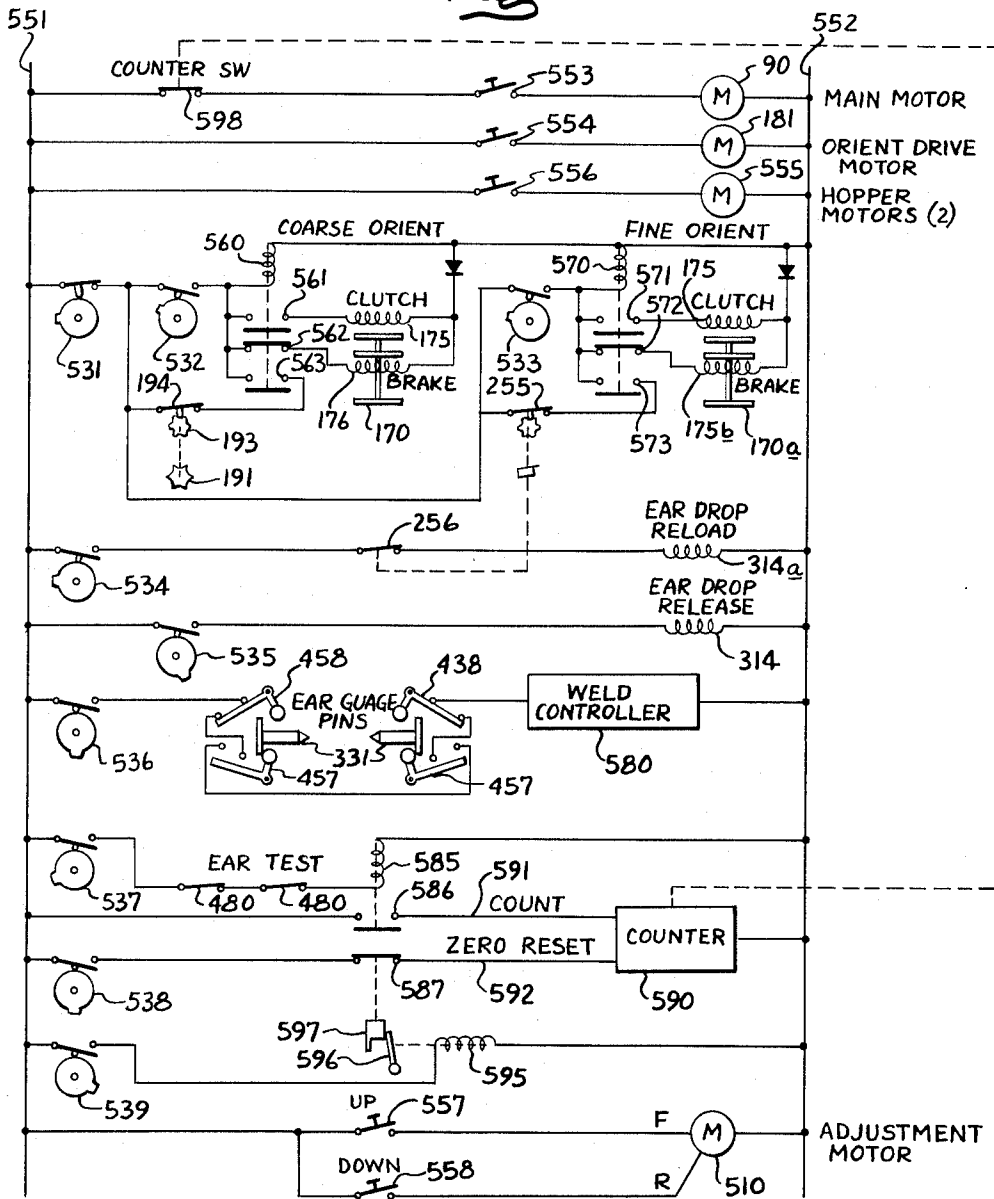 551
552
COUNTER SW
598
553
90
M
MAIN MOTOR
554
181
M
ORIENT DRIVE
MOTOR
556
555
M
HOPPER
MOTORS (2)
COARSE ORIENT
FINE ORIENT
560
561
562
563
CLUTCH
175
BRAKE
176
170
570
571
572
175
CLUTCH
BRAKE
573
175b
170a
531
532
533
194
193
191
255
256
534
EAR DROP
RELOAD
314a
535
EAR DROP
RELEASE
314
536
458
438
EAR GUAGE
PINS
331
457
457
WELD
CONTROLLER
580
537
EAR TEST
480
480
585
586
591
COUNT
COUNTER
590
538
587
ZERO RESET
592
597
596
595
539
UP
557
F
M
510
ADJUSTMENT
MOTOR
DOWN
558
R